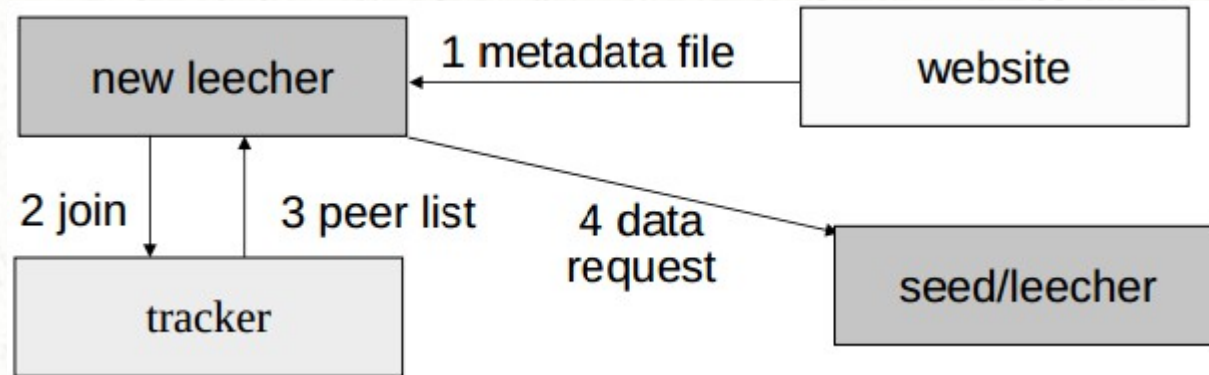 new leecher
1 metadata file
website
2 join
3 peer list
4 data
request
tracker
seed/leecher